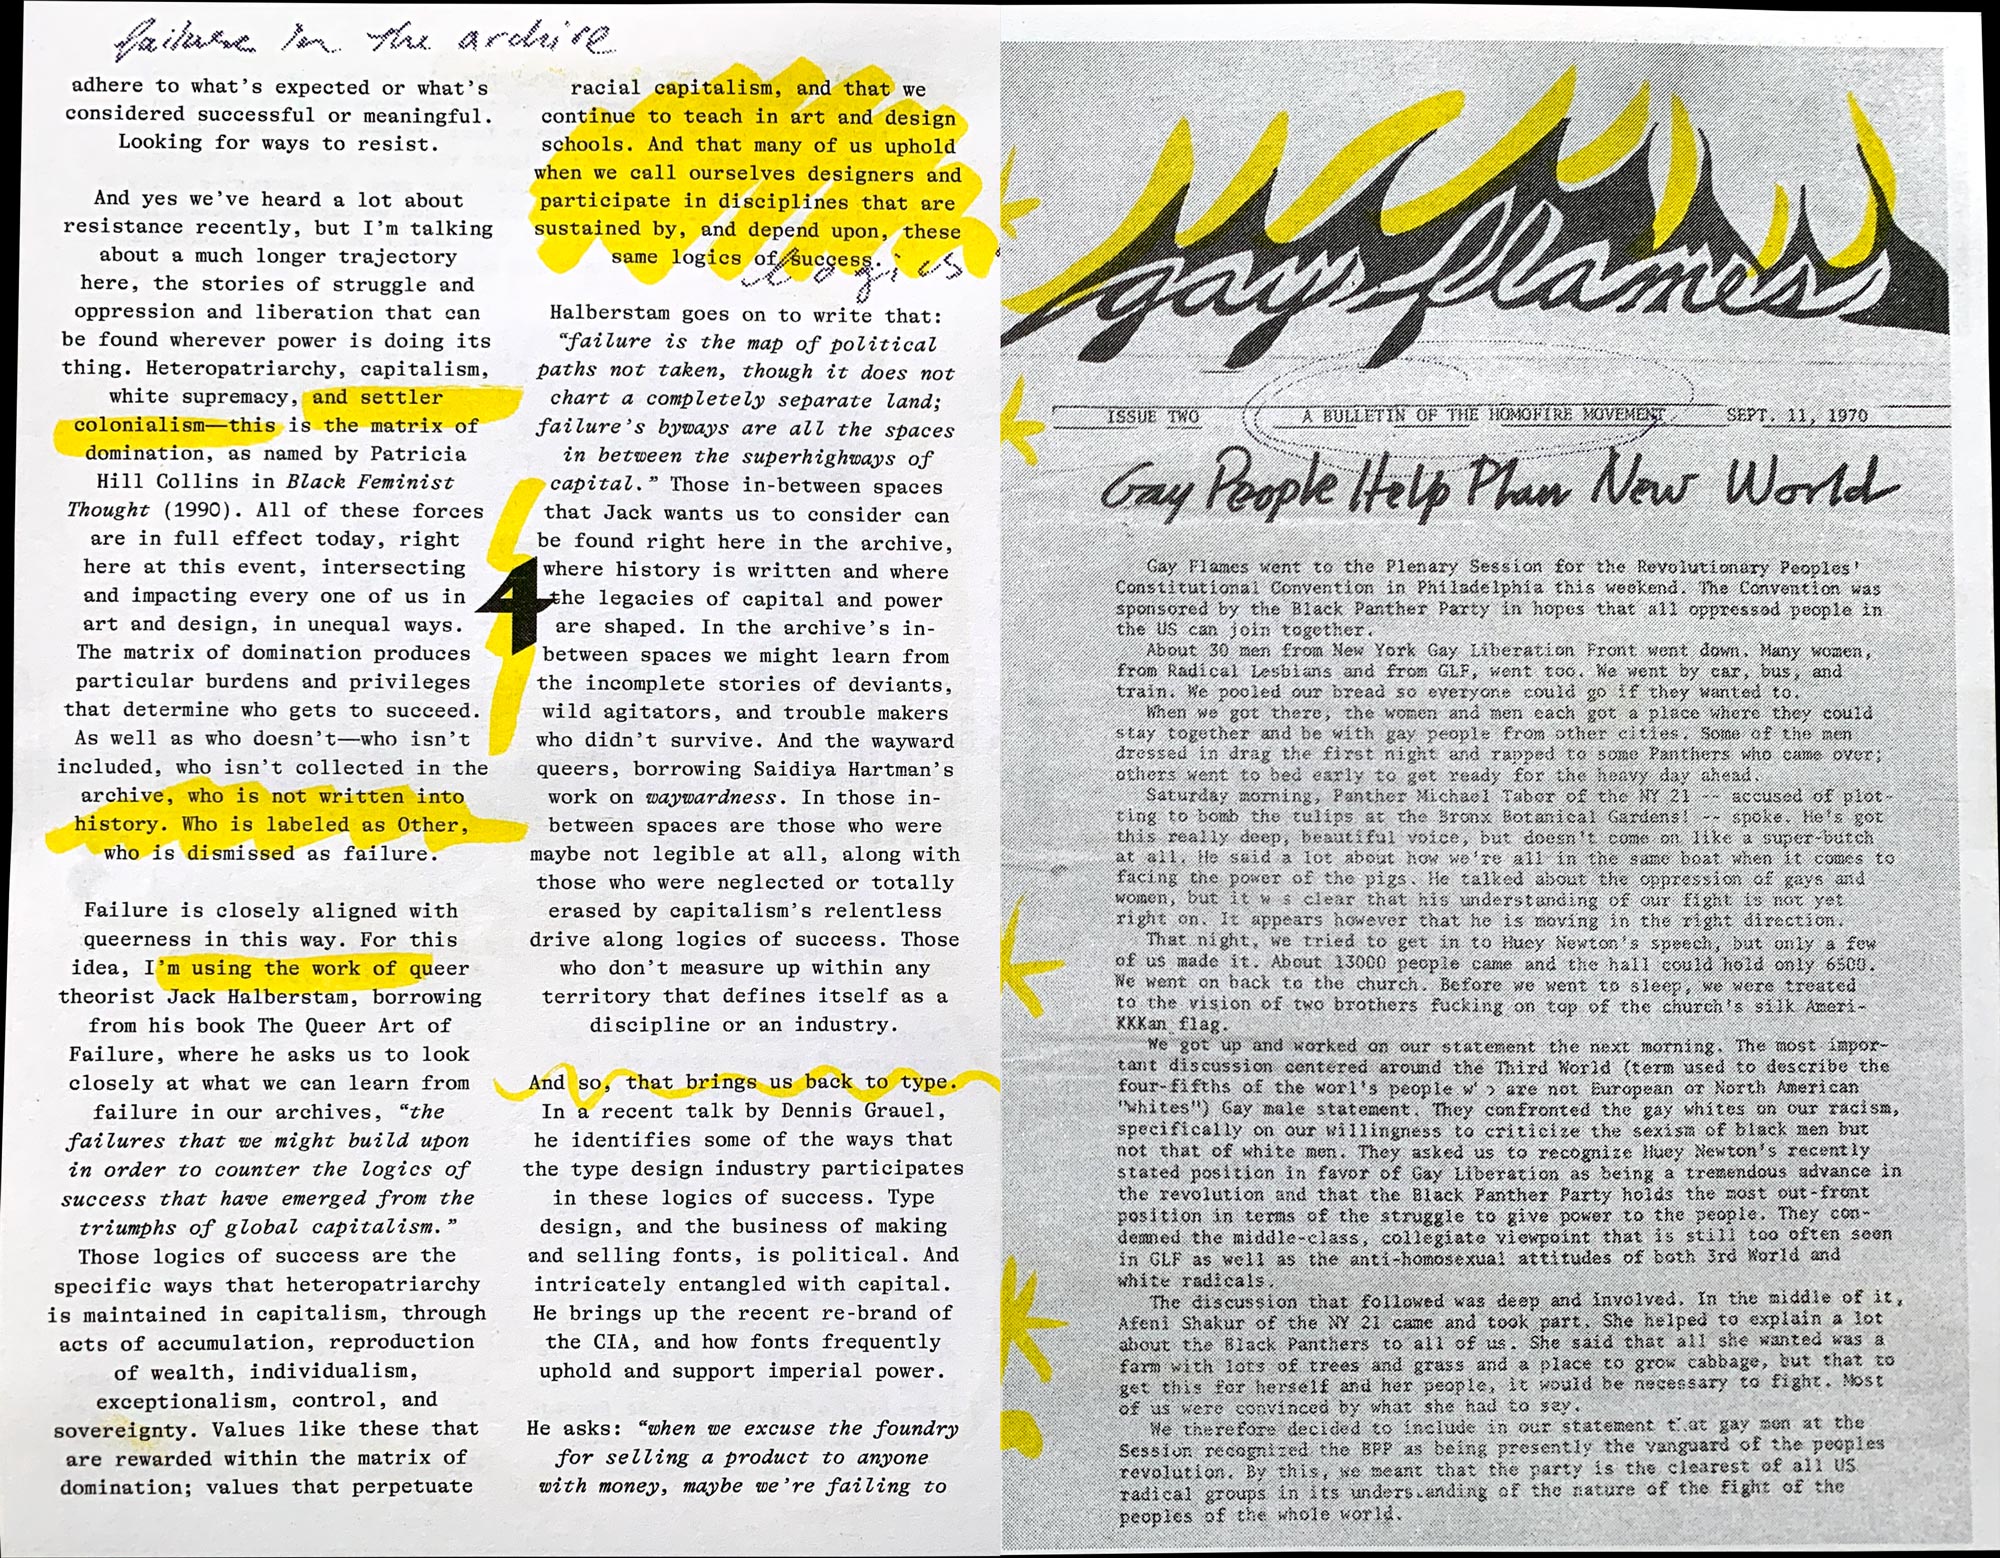 failure in the archive
adhere to what's expected or what's
considered successful or meaningful.
Looking for ways to resist.
And yes we've heard a lot about
resistance recently, but I'm talking
about a much longer trajectory
here, the stories of struggle and
oppression and liberation that can
be found wherever power is doing its
thing. Heteropatriarchy, capitalism,
white supremacy, and settler
colonialism—this is the matrix of
domination, as named by Patricia
Hill Collins in Black Feminist
Thought (1990). All of these forces
are in full effect today, right
here at this event, intersecting
and impacting every one of us in
art and design, in unequal ways.
The matrix of domination produces
particular burdens and privileges
that determine who gets to succeed.
As well as who doesn't—who isn't
included, who isn't collected in the
archive, who is not written into
history. Who is labeled as Other,
who is dismissed as failure.
Failure is closely aligned with
queerness in this way. For this
idea, I'm using the work of queer
theorist Jack Halberstam, borrowing
from his book The Queer Art of
Failure, where he asks us to look
closely at what we can learn from
failure in our archives, “the
failures that we might build upon
in order to counter the logics of
success that have emerged from the
triumphs of global capitalism.”
Those logics of success are the
specific ways that heteropatriarchy
is maintained in capitalism, through
acts of accumulation, reproduction
of wealth, individualism,
exceptionalism, control, and
sovereignty. Values like these that
are rewarded within the matrix of
domination; values that perpetuate
4
racial capitalism, and that we
continue to teach in art and design
schools. And that many of us uphold
when we call ourselves designers and
participate in disciplines that are
sustained by, and depend upon, these
same logics of success.
logics
Halberstam goes on to write that:
“failure is the map of political
paths not taken, though it does not
chart a completely separate land;
failure's byways are all the spaces
in between the superhighways of
capital.” Those in-between spaces
that Jack wants us to consider can
be found right here in the archive,
where history is written and where
the legacies of capital and power
are shaped. In the archive's in-
between spaces we might learn from
the incomplete stories of deviants,
wild agitators, and trouble makers
who didn't survive. And the wayward
queers, borrowing Saidiya Hartman's
work on waywardness. In those in-
between spaces are those who were
maybe not legible at all, along with
those who were neglected or totally
erased by capitalism's relentless
drive along logics of success. Those
who don't measure up within any
territory that defines itself as a
discipline or an industry.
And so, that brings us back to type.
In a recent talk by Dennis Grauel,
he identifies some of the ways that
the type design industry participates
in these logics of success. Type
design, and the business of making
and selling fonts, is political. And
intricately entangled with capital.
He brings up the recent re-brand of
the CIA, and how fonts frequently
uphold and support imperial power.
He asks: “when we excuse the foundry
for selling a product to anyone
with money, maybe we're failing to
gay flames
ISSUE TWO A BULLETIN OF THE HOMOFIRE MOVEMENT. SEPT. 11, 1970
Gay People Help Plan New World
Gay Flames went to the Plenary Session for the Revolutionary Peoples'
Constitutional Convention in Philadelphia this weekend. The Convention was
sponsored by the Black Panther Party in hopes that all oppressed people in
the US can join together.
About 30 men from New York Gay Liberation Front went down. Many women,
from Radical Lesbians and from GLF, went too. We went by car, bus, and
train. We pooled our bread so everyone could go if they wanted to.
When we got there, the women and men each got a place where they could
stay together and be with gay people from other cities. Some of the men
dressed in drag the first night and rapped to some Panthers who came over;
others went to bed early to get ready for the heavy day ahead.
Saturday morning, Panther Michael Tabor of the NY 21 -- accused of plot-
ting to bomb the tulips at the Bronx Botanical Gardens! -- spoke. He's got
this really deep, beautiful voice, but doesn't come on like a super-butch
at all. He said a lot about how we're all in the same boat when it comes to
facing the power of the pigs. He talked about the oppression of gays and
women, but it w s clear that his understanding of our fight is not yet
right on. It appears however that he is moving in the right direction.
That night, we tried to get in to Huey Newton's speech, but only a few
of us made it. About 13000 people came and the hall could hold only 6500.
We went on back to the church. Before we went to sleep, we were treated
to the vision of two brothers fucking on top of the church's silk Ameri-
KKKan flag.
We got up and worked on our statement the next morning. The most impor-
tant discussion centered around the Third World (term used to describe the
four-fifths of the worl's people are not European or North American
"whites") Gay male statement. They confronted the gay whites on our racism,
specifically on our willingness to criticize the sexism of black men but
not that of white men. They asked us to recognize Huey Newton's recently
stated position in favor of Gay Liberation as being a tremendous advance in
the revolution and that the Black Panther Party holds the most out-front
position in terms of the struggle to give power to the people. They con-
demned the middle-class, collegiate viewpoint that is still too often seen
in GLF as well as the anti-homosexual attitudes of both 3rd World and
white radicals.
The discussion that followed was deep and involved. In the middle of it,
Afeni Shakur of the NY 21 came and took part. She helped to explain a lot
about the Black Panthers to all of us. She said that all she wanted was a
farm with lots of trees and grass and a place to grow cabbage, but that to
get this for herself and her people, it would be necessary to fight. Most
of us were convinced by what she had to say.
We therefore decided to include in our statement that gay men at the
Session recognized the BPP as being presently the vanguard of the peoples
revolution. By this, we meant that the party is the clearest of all US
radical groups in its understanding of the nature of the fight of the
peoples of the whole world.